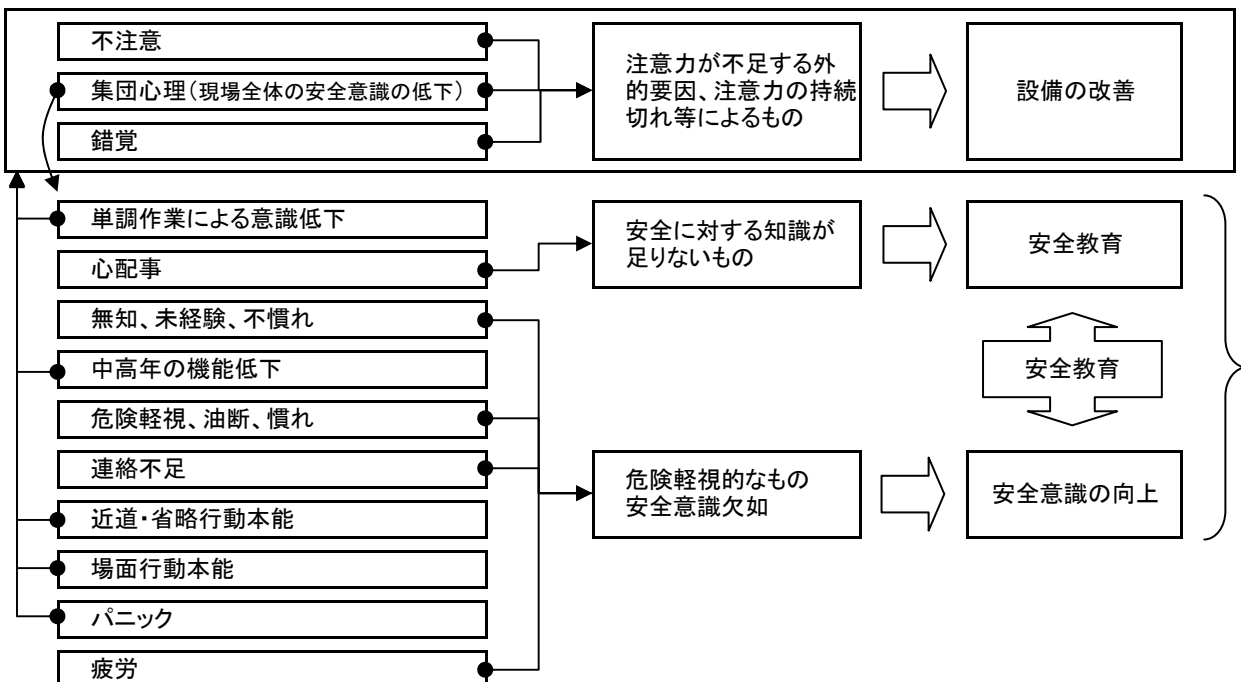 不注意
集団心理（現場全体の安全意識の低下）
錯覚
注意力が不足する外
的要因、注意力の持続
切れ等によるもの
設備の改善
単調作業による意識低下
心配事
無知、未経験、不慣れ
中高年の機能低下
危険軽視、油断、慣れ
連絡不足
近道・省略行動本能
場面行動本能
パニック
疲労
安全に対する知識が
足りないもの
安全教育
安全教育
危険軽視的なもの
安全意識欠如
安全意識の向上